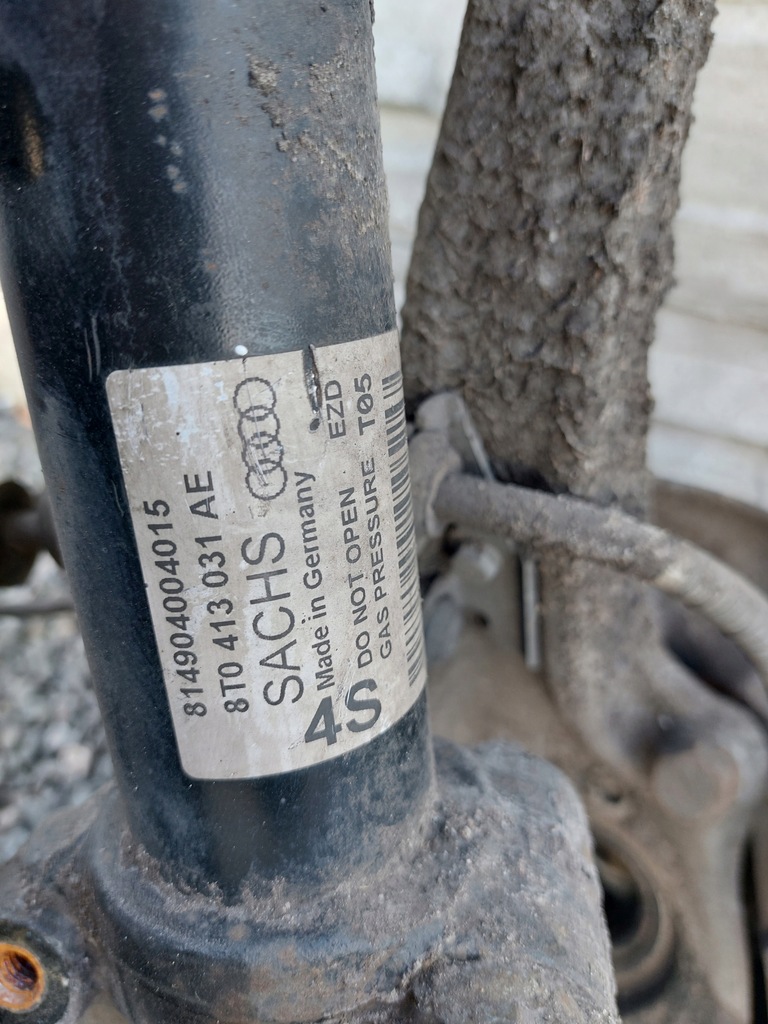 814904004015
8T0 413 031 AE
SACHS
Made in Germany EZD
4S
DO NOT OPEN
GAS PRESSURE T05